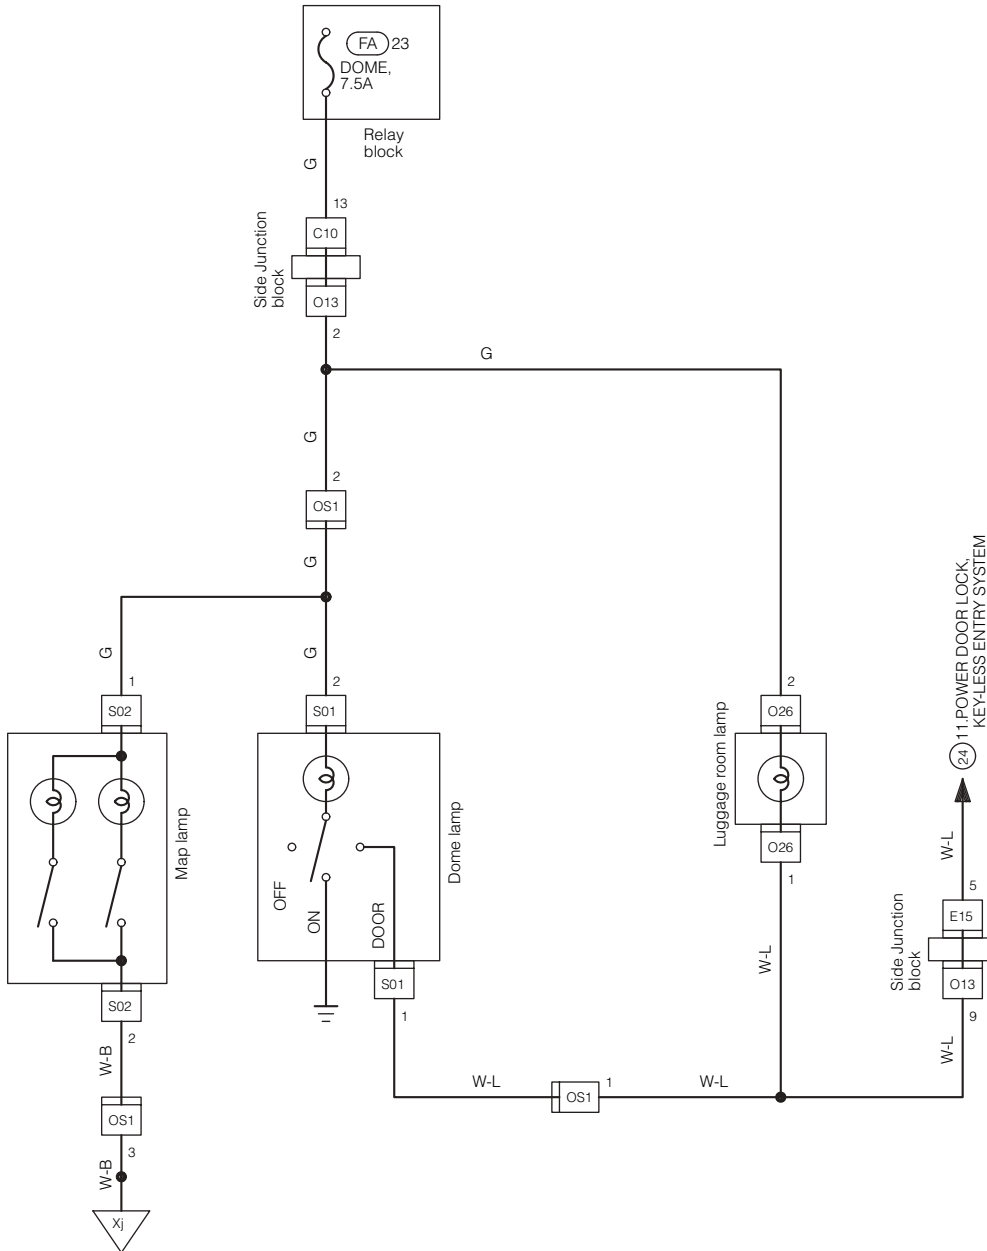 FA 23
DOME,
7.5A
Relay
block
G
13
C10
Side Junction
block
O13
2
G
G
2
OS1
G
G
1
S02
G
2
S01
2
O26
Map lamp
OFF
ON
DOOR
Dome lamp
Luggage room lamp
24 11.POWER DOOR LOCK,
KEY-LESS ENTRY SYSTEM
W-L
5
E15
Side Junction
block
O13
9
W-L
O26
1
W-L
S01
1
S02
2
W-B
W-L
OS1
1
W-L
OS1
3
W-B
Xj